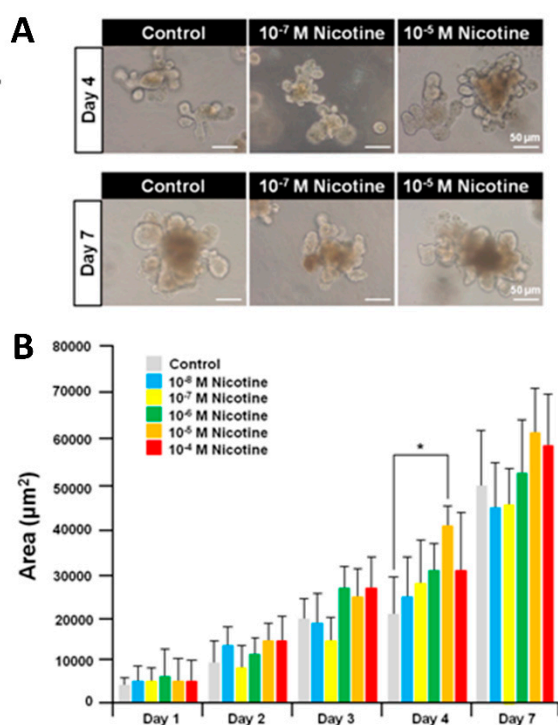 A
Control 10⁻⁷ M Nicotine 10⁻⁵ M Nicotine
Day 4
50 µm
Control 10⁻⁷ M Nicotine 10⁻⁵ M Nicotine
Day 7
50 µm
B
80000
70000
60000
50000
40000
30000
20000
10000
0
Area (µm²)
Control
10⁻⁸ M Nicotine
10⁻⁷ M Nicotine
10⁻⁶ M Nicotine
10⁻⁵ M Nicotine
10⁻⁴ M Nicotine
*
Day 1 Day 2 Day 3 Day 4 Day 7